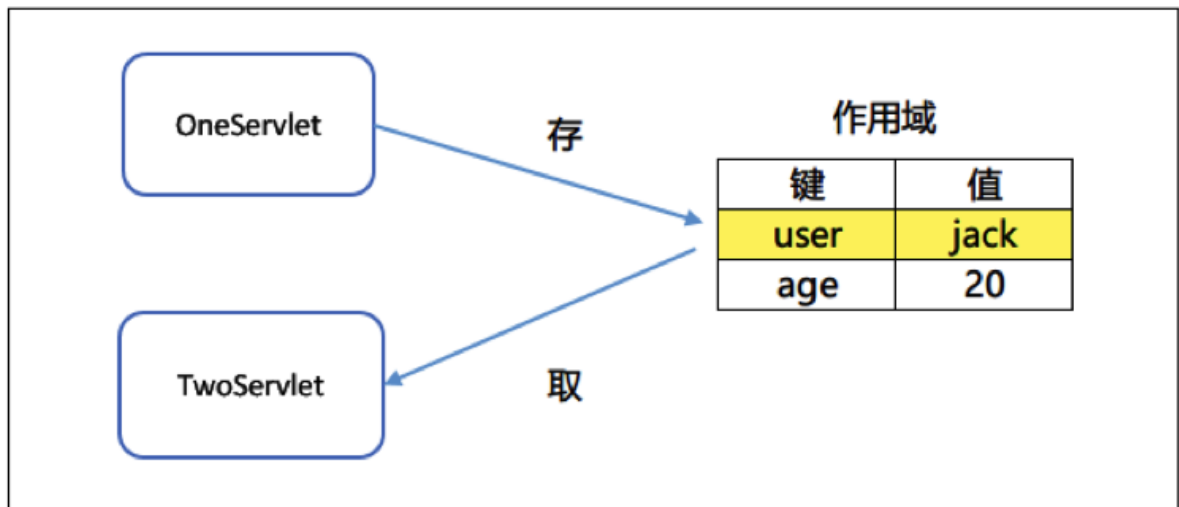 OneServlet
存
作用域
键 值
user jack
age 20
TwoServlet
取